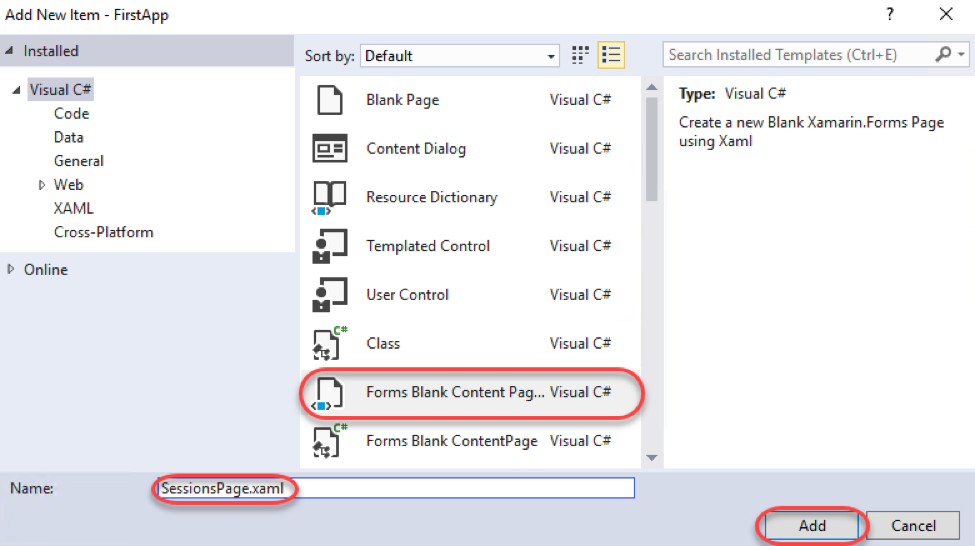 Add New Item - FirstApp
?
Installed
Sort by: Default
Search Installed Templates (Ctrl+E)
Visual C#
Code
Data
General
Web
XAML
Cross-Platform
Online
Blank Page Visual C#
Content Dialog Visual C#
Resource Dictionary Visual C#
Templated Control Visual C#
User Control Visual C#
C#
Class Visual C#
Forms Blank Content Pag... Visual C#
C#
Forms Blank ContentPage Visual C#
Type: Visual C#
Create a new Blank Xamarin.Forms Page
using Xaml
Name: SessionsPage.xaml
Add Cancel